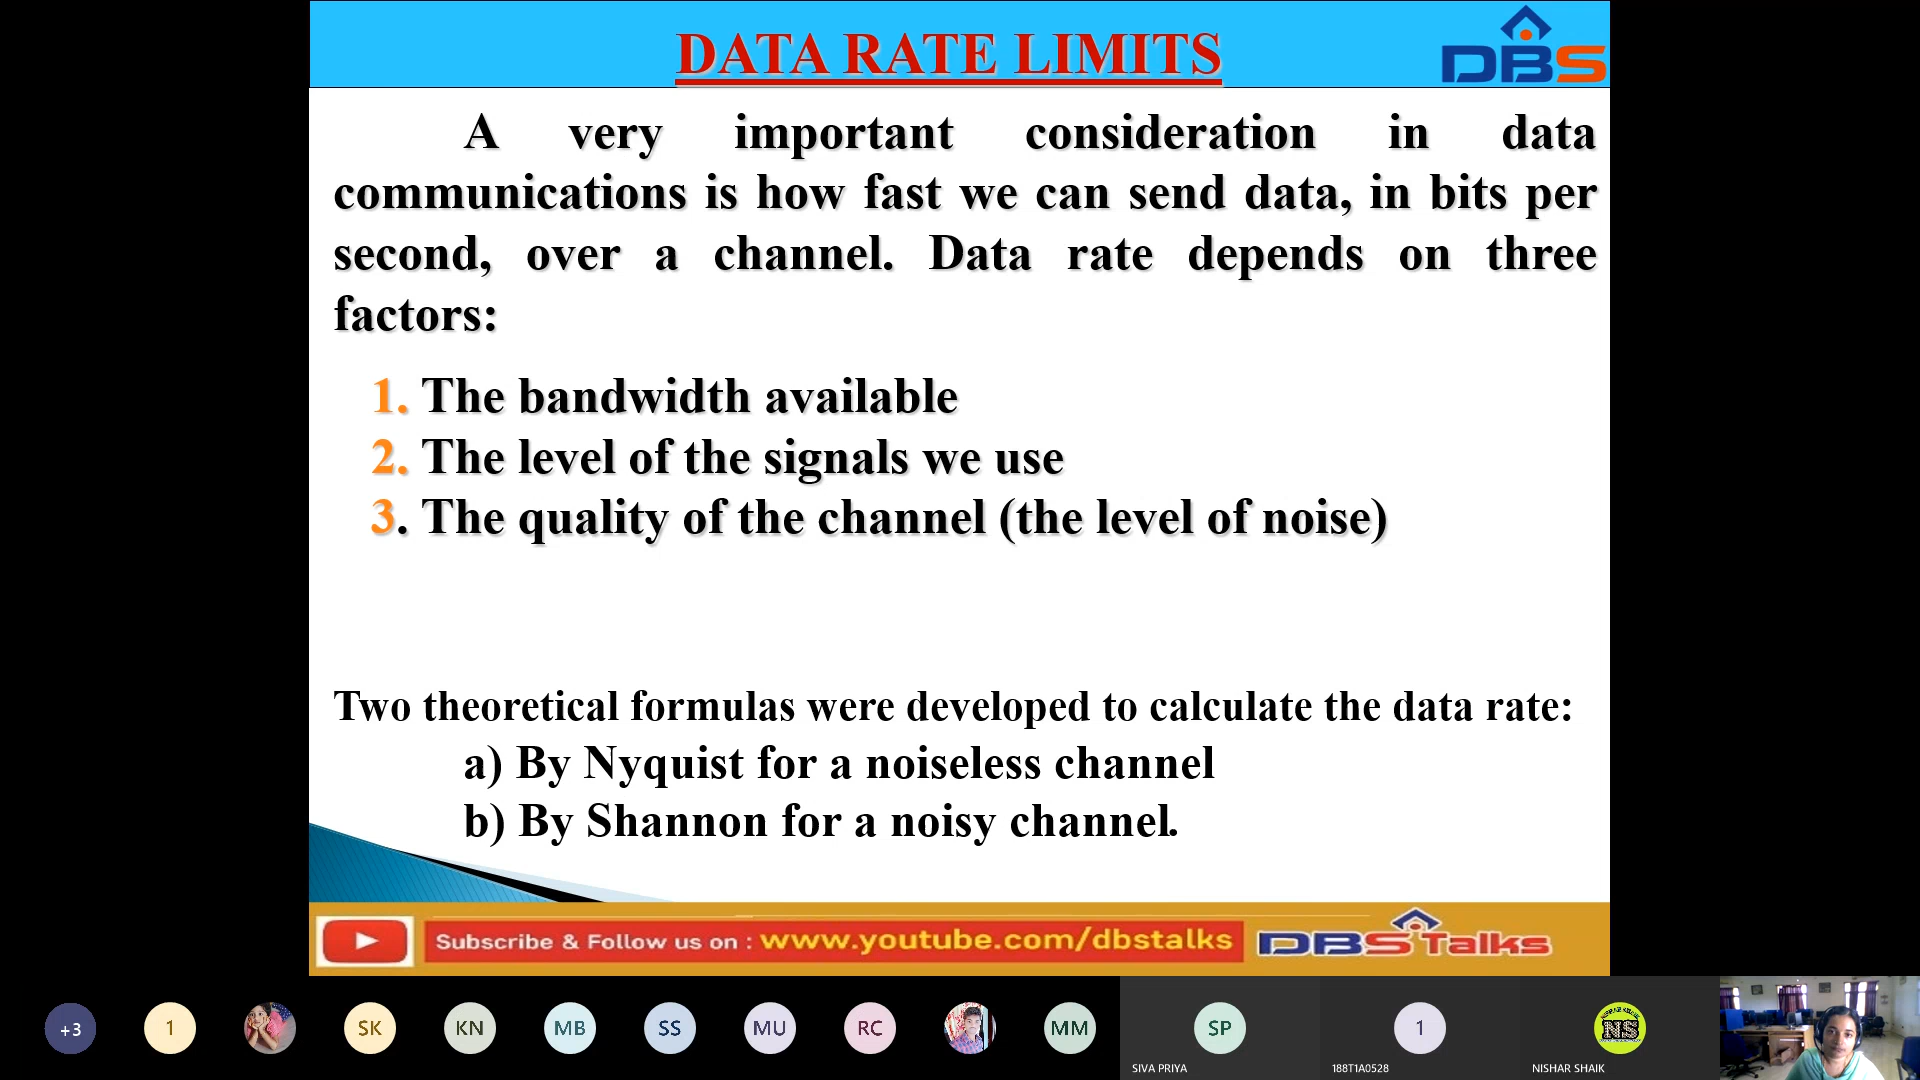 DATA RATE LIMITS
DBS
A very important consideration in data
communications is how fast we can send data, in bits per
second, over a channel. Data rate depends on three
factors:
1. The bandwidth available
2. The level of the signals we use
3. The quality of the channel (the level of noise)
Two theoretical formulas were developed to calculate the data rate:
a) By Nyquist for a noiseless channel
b) By Shannon for a noisy channel.
Subscribe & Follow us on : www.youtube.com/dbstalks
DBS Talks
+3
1
SK
KN
MB
SS
MU
RC
MM
SP
1
NS
SIVA PRIYA
188T1A0528
NISHAR SHAIK